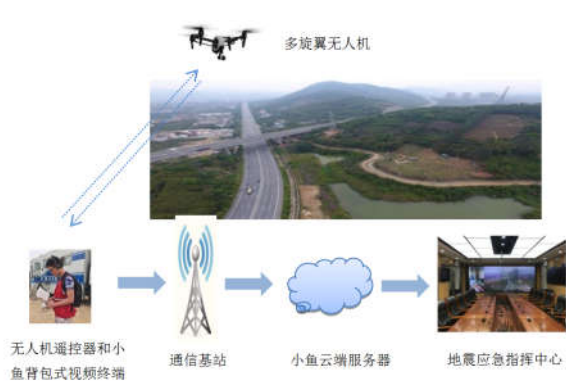 多旋翼无人机
无人机遥控器和小
鱼背包式视频终端
通信基站
小鱼云端服务器
地震应急指挥中心